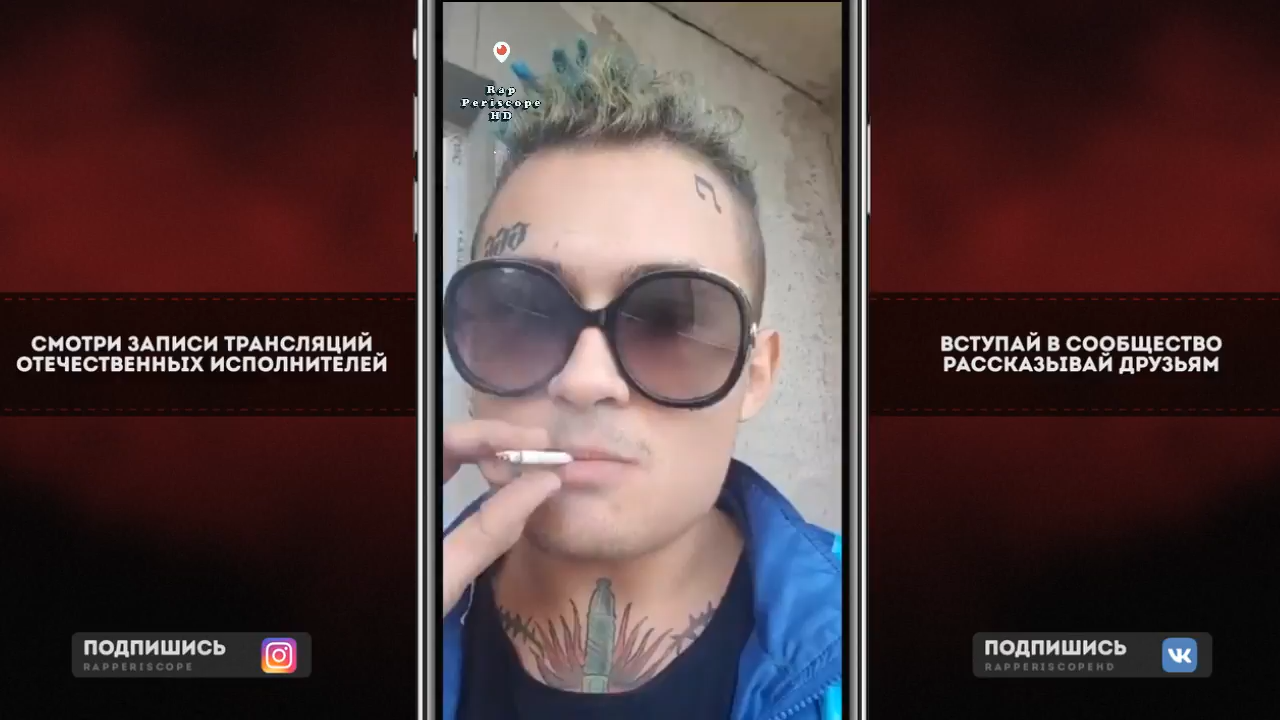 Rap
Periscope
HD
СМОТРИ ЗАПИСИ ТРАНСЛЯЦИЙ
ОТЕЧЕСТВЕННЫХ ИСПОЛНИТЕЛЕЙ
ВСТУПАЙ В СООБЩЕСТВО
РАССКАЗЫВАЙ ДРУЗЬЯМ
ПОДПИШИСЬ
RAPPERISCOPE
ПОДПИШИСЬ
RAPPERISCOPEHD